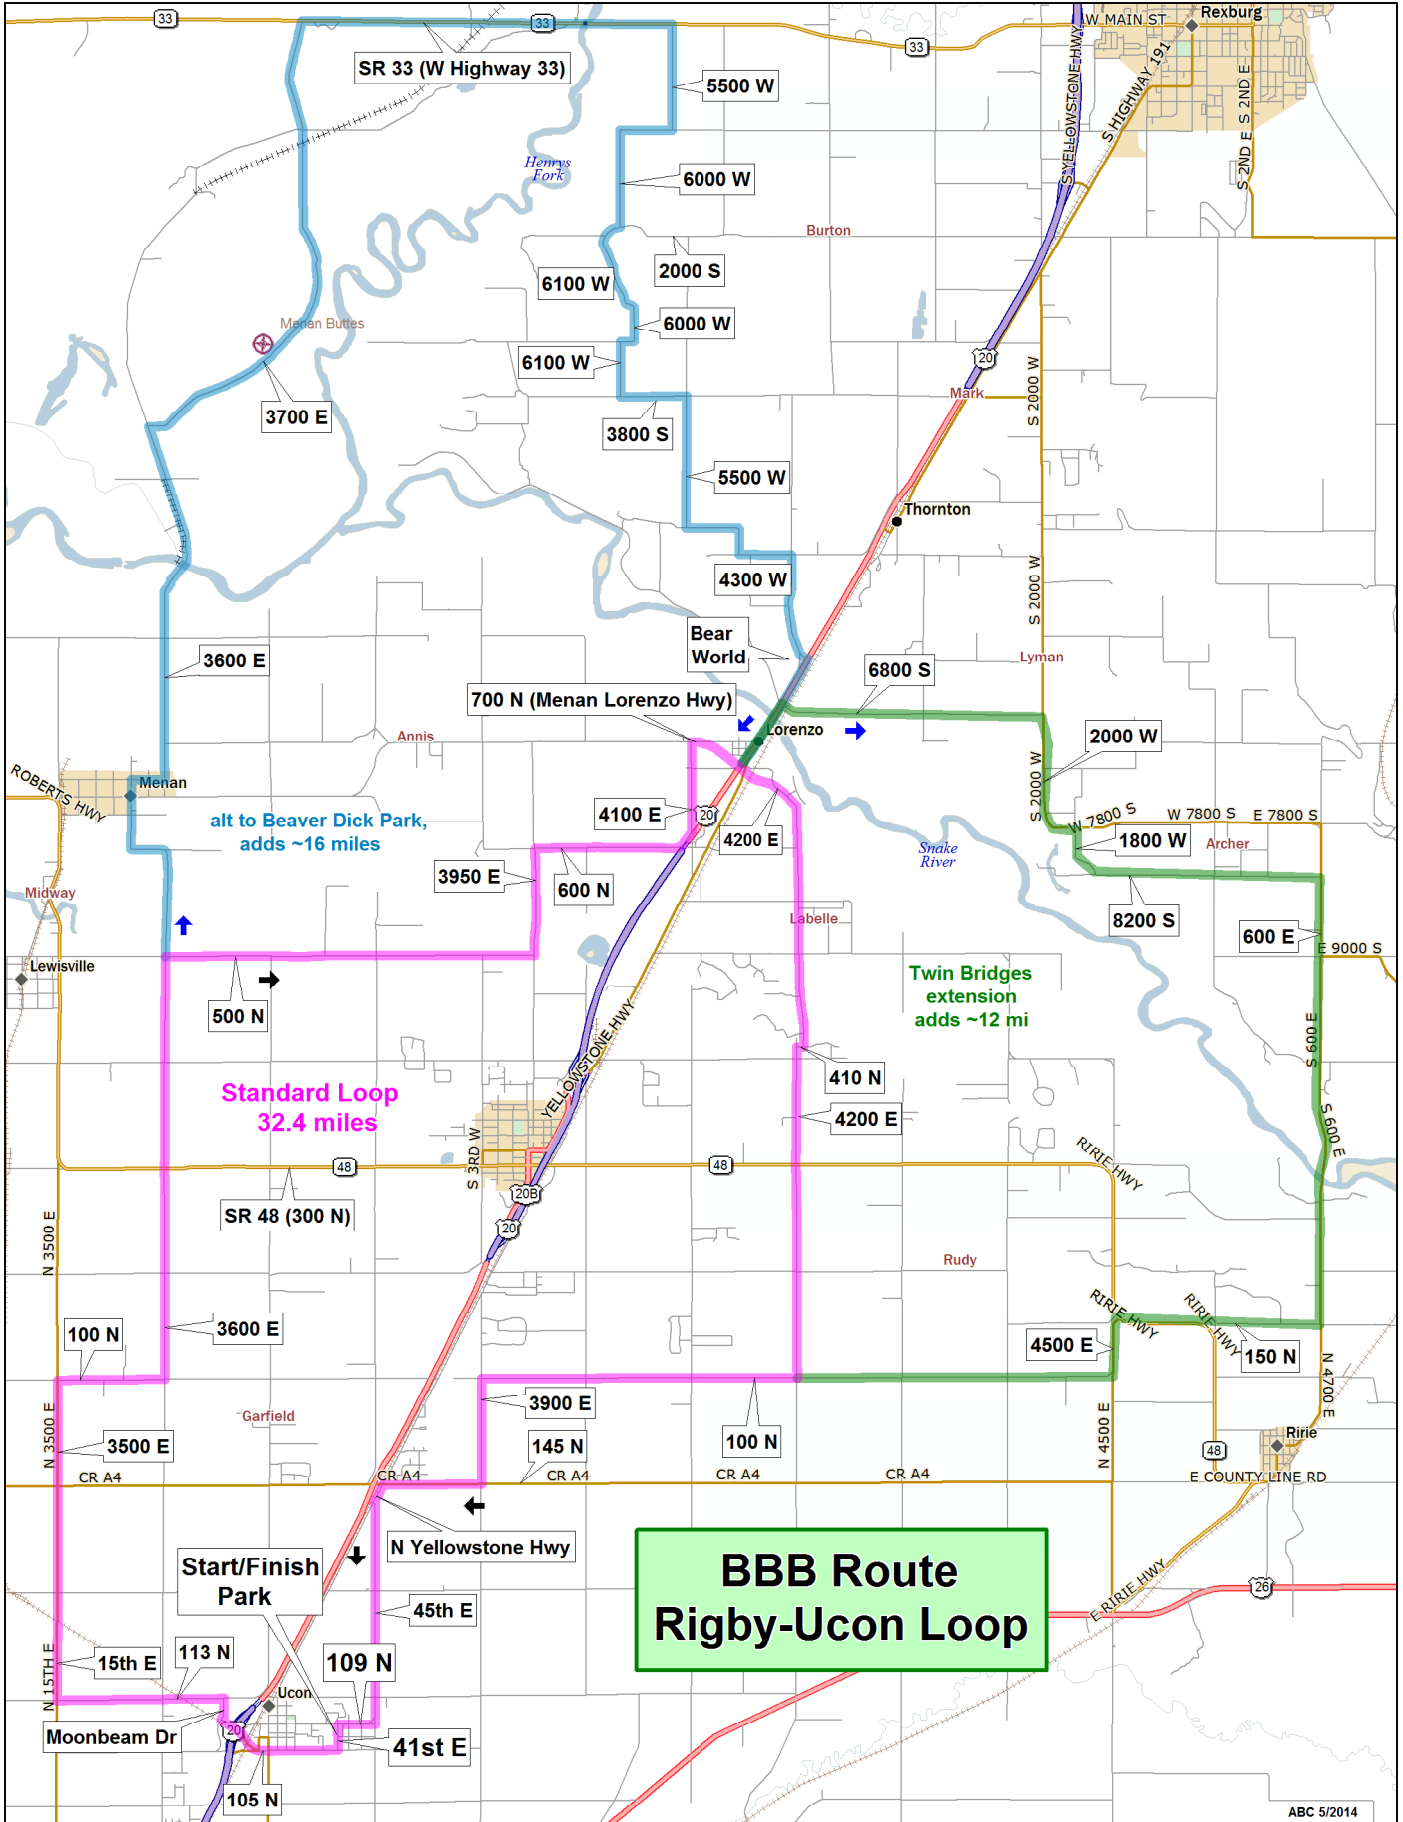 33
33
33
W MAIN ST
Rexburg
SR 33 (W Highway 33)
5500 W
S YELLOWSTONE HWY
S HIGHWAY 191
S 2ND E
S 2ND E
Henrys
Fork
6000 W
Burton
2000 S
6100 W
6000 W
Menan Buttes
6100 W
20
S 2000 W
Mark
3700 E
3800 S
5500 W
Thornton
4300 W
S 2000 W
Bear
World
3600 E
6800 S
Lyman
700 N (Menan Lorenzo Hwy)
Lorenzo
2000 W
Annis
ROBERTS HWY
Menan
S 2000 W
alt to Beaver Dick Park,
adds ~16 miles
4100 E
20
4200 E
W 7800 S
W 7800 S
E 7800 S
1800 W
Archer
Snake
River
3950 E
600 N
Midway
Labelle
8200 S
600 E
E 9000 S
Lewisville
500 N
Twin Bridges
extension
adds ~12 mi
YELLOWSTONE HWY
S 600 E
410 N
Standard Loop
32.4 miles
4200 E
S 600 E
S 3RD W
48
48
RIRIE HWY
20B
SR 48 (300 N)
20
N 3500 E
Rudy
RIRIE HWY
RIRIE HWY
100 N
3600 E
4500 E
150 N
N 4700 E
3900 E
Garfield
N 3500 E
3500 E
145 N
100 N
N 4500 E
48
Ririe
CR A4
CR A4
CR A4
CR A4
CR A4
E COUNTY LINE RD
N Yellowstone Hwy
Start/Finish
Park
BBB Route
Rigby-Ucon Loop
26
E RIRIE HWY
45th E
N 15TH E
15th E
113 N
109 N
Ucon
Moonbeam Dr
20
41st E
105 N
ABC 5/2014